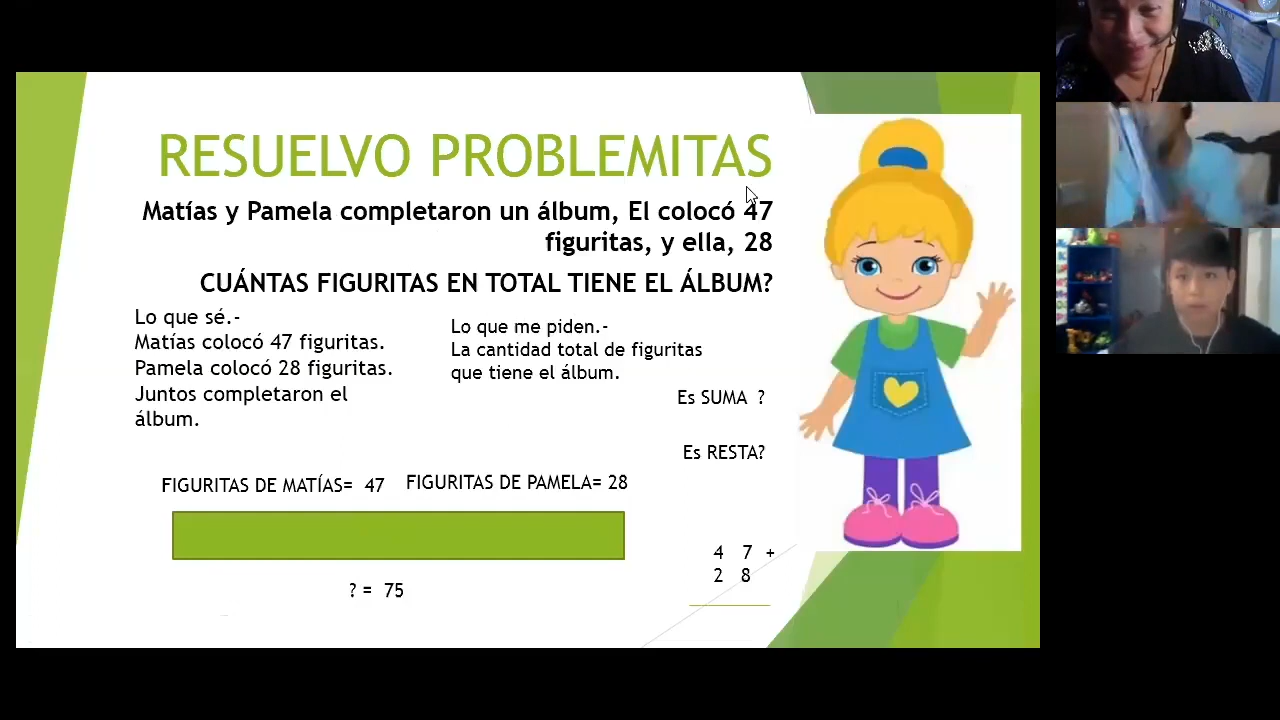 RESUELVO PROBLEMITAS
Matías y Pamela completaron un álbum, El colocó 47
figuritas, y ella, 28
CUÁNTAS FIGURITAS EN TOTAL TIENE EL ÁLBUM?
Lo que sé.-
Matías colocó 47 figuritas.
Pamela colocó 28 figuritas.
Juntos completaron el
álbum.
Lo que me piden.-
La cantidad total de figuritas
que tiene el álbum.
Es SUMA ?
Es RESTA?
FIGURITAS DE MATÍAS= 47
FIGURITAS DE PAMELA= 28
? = 75
4 7 +
2 8